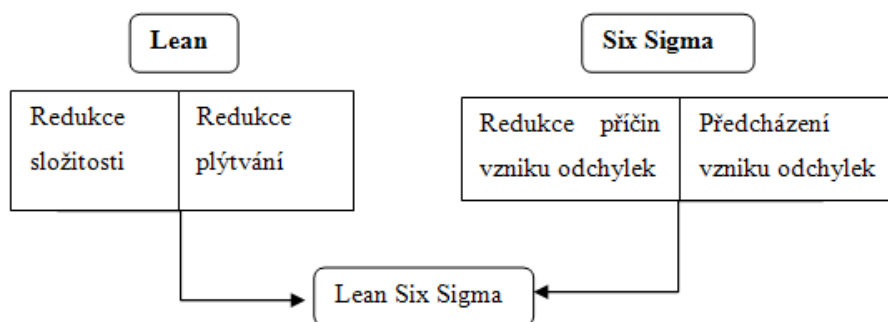 Lean
Six Sigma
Redukce
složitosti
Redukce
plýtvání
Redukce příčin
vzniku odchylek
Předcházení
vzniku odchylek
Lean Six Sigma